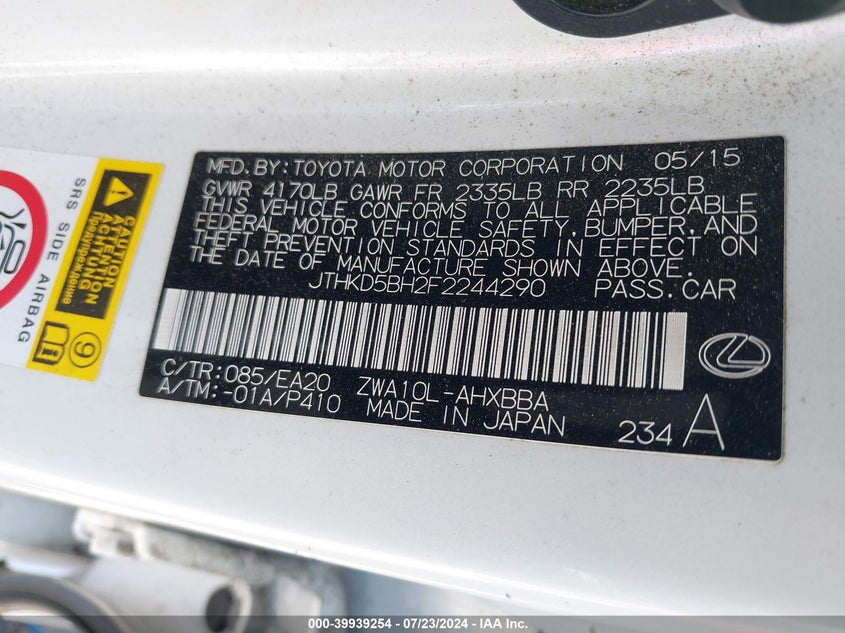 MFD.BY:TOYOTA MOTOR CORPORATION 05/15
GVWR 4170LB GAWR FR 2335LB RR 2235LB
THIS VEHICLE CONFORMS TO ALL APPLICABLE
FEDERAL MOTOR VEHICLE SAFETY,BUMPER,AND
THEFT PREVENTION STANDARDS IN EFFECT ON
THE DATE OF MANUFACTURE SHOWN ABOVE.
JTHKD5BH2F2244290 PASS.CAR
C/TR:085/EA20 ZWA10L-AHXBBA
A/TM:-01A/P410 MADE IN JAPAN
234 A
SRS SIDE AIRBAG
CAUTION
ATTENTION
ACHTUNG
Предупреждение
9
000-39939254 - 07/23/2024 - IAA Inc.